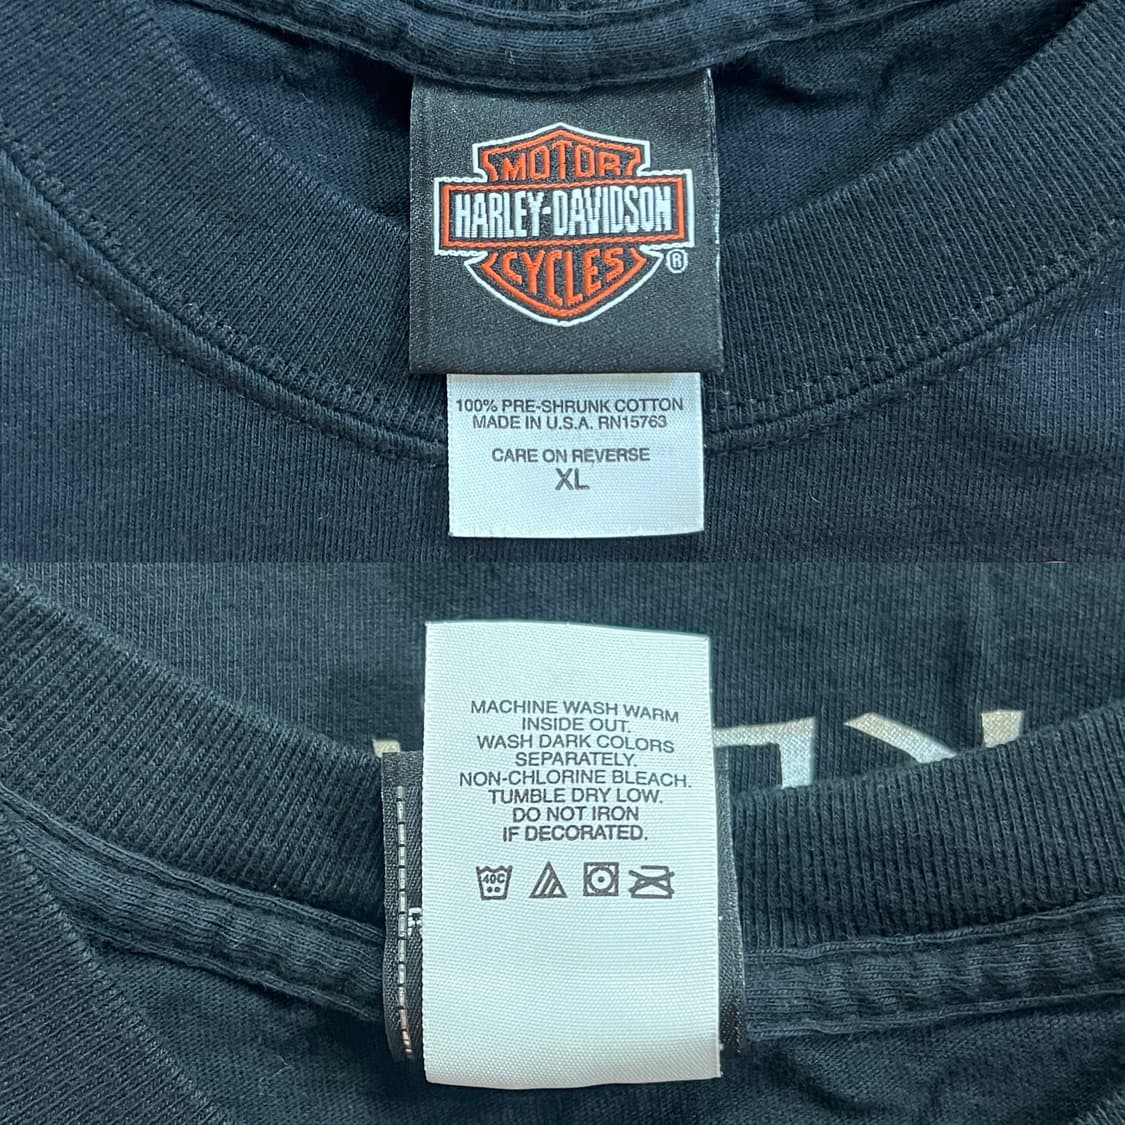 MOTOR
HARLEY-DAVIDSON
CYCLES
®
100% PRE-SHRUNK COTTON
MADE IN U.S.A. RN15763
CARE ON REVERSE
XL
MACHINE WASH WARM
INSIDE OUT.
WASH DARK COLORS
SEPARATELY.
NON-CHLORINE BLEACH.
TUMBLE DRY LOW.
DO NOT IRON
IF DECORATED.
40C